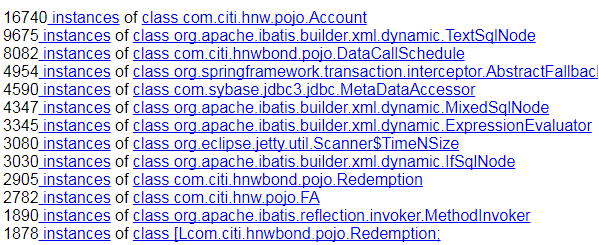 16740 instances of class com.citi.hnw.pojo.Account
9675 instances of class org.apache.ibatis.builder.xml.dynamic.TextSqlNode
8082 instances of class com.citi.hnwbond.pojo.DataCallSchedule
4954 instances of class org.springframework.transaction.interceptor.AbstractFallbac
4590 instances of class com.sybase.jdbc3.jdbc.MetaDataAccessor
4347 instances of class org.apache.ibatis.builder.xml.dynamic.MixedSqlNode
3345 instances of class org.apache.ibatis.builder.xml.dynamic.ExpressionEvaluator
3080 instances of class org.eclipse.jetty.util.Scanner$TimeNSize
3030 instances of class org.apache.ibatis.builder.xml.dynamic.IfSqlNode
2905 instances of class com.citi.hnwbond.pojo.Redemption
2782 instances of class com.citi.hnw.pojo.FA
1890 instances of class org.apache.ibatis.reflection.invoker.MethodInvoker
1878 instances of class [Lcom.citi.hnwbond.pojo.Redemption;